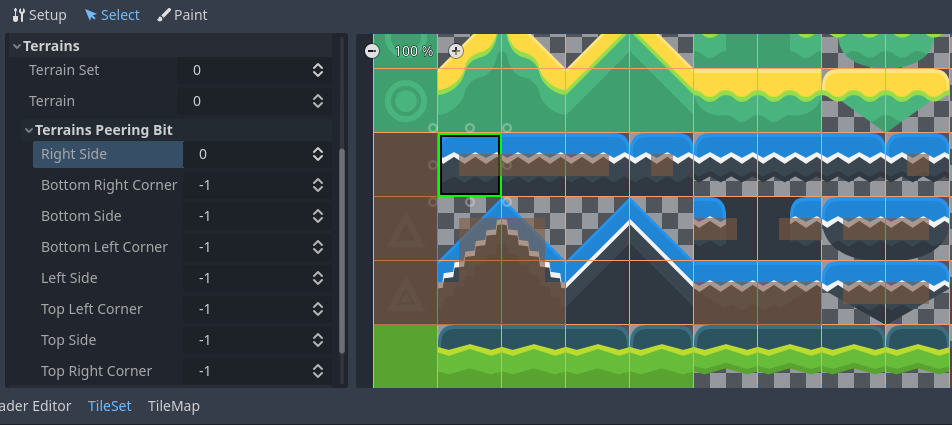 Setup Select Paint
Terrains
Terrain Set 0
Terrain 0
Terrains Peering Bit
Right Side 0
Bottom Right Corner -1
Bottom Side -1
Bottom Left Corner -1
Left Side -1
Top Left Corner -1
Top Side -1
Top Right Corner -1
100 %
ader Editor TileSet TileMap